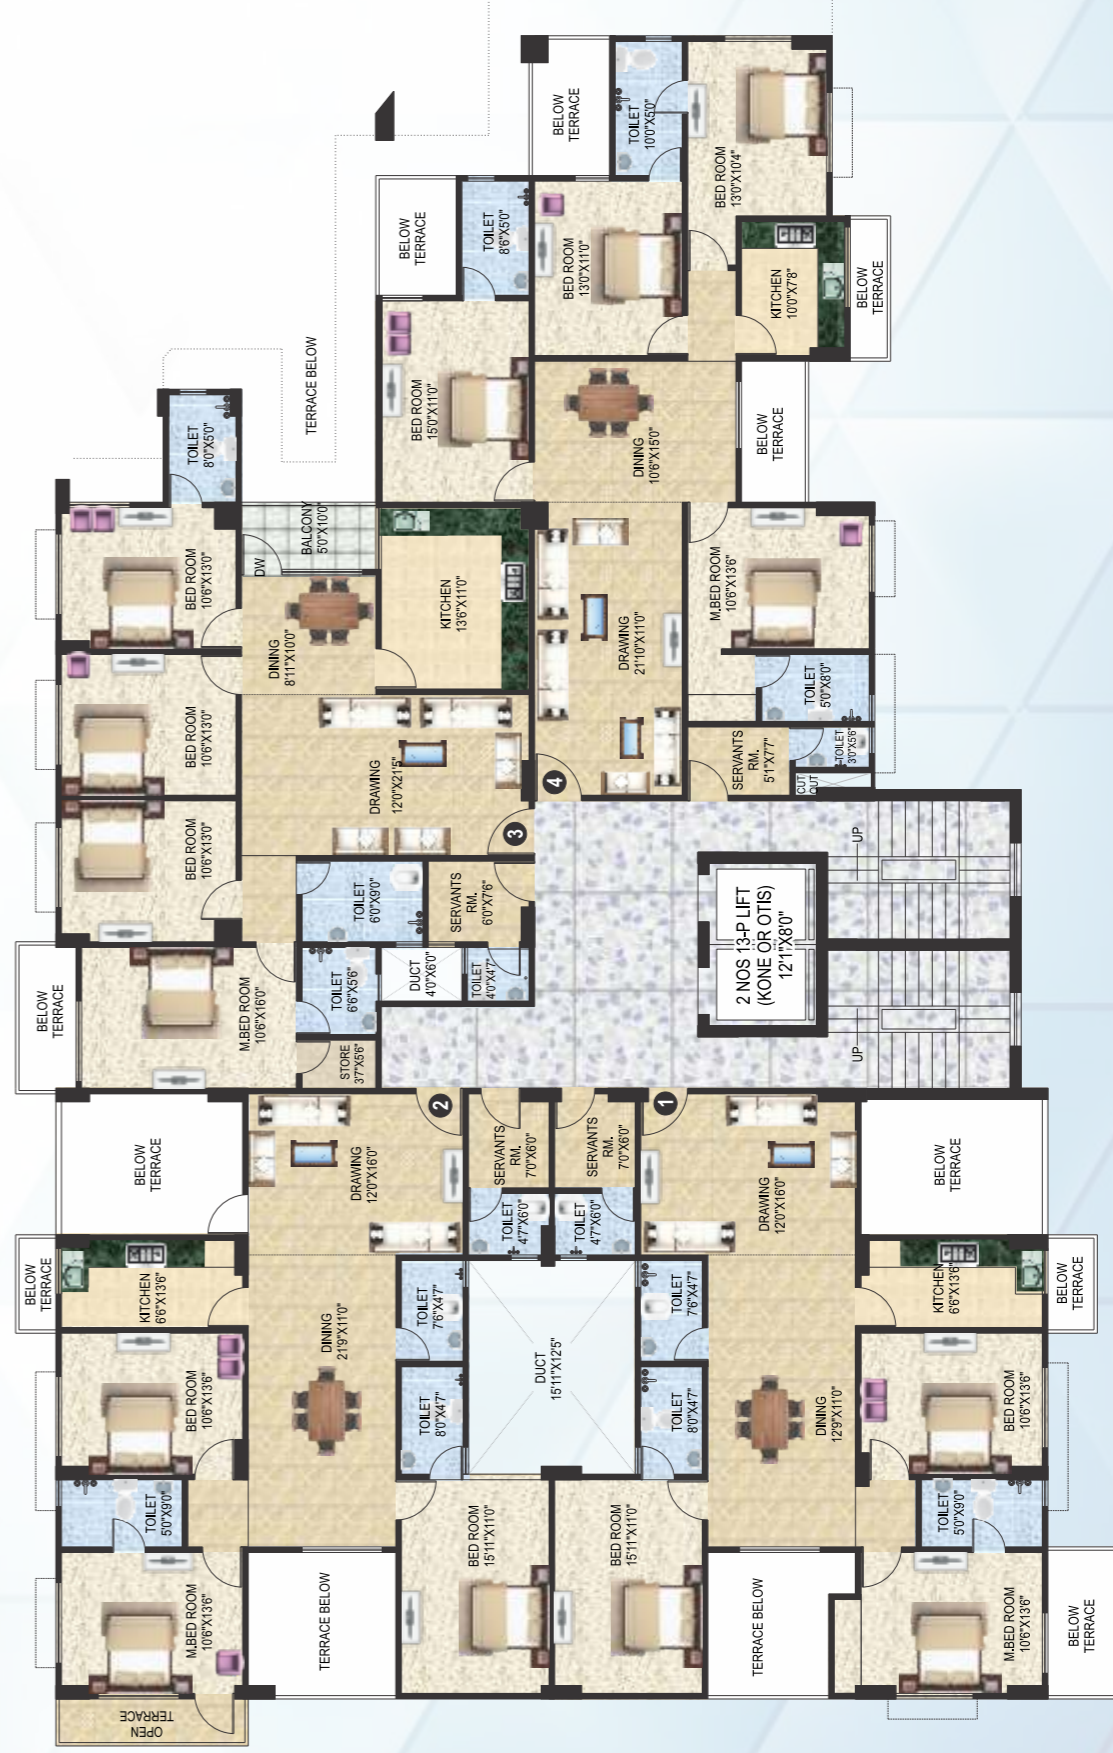 BELOW
TERRACE
TOILET
10'0"X5'0"
BED ROOM
13'0"X10'4"
BELOW
TERRACE
TOILET
8'6"X5'0"
BED ROOM
13'0"X11'0"
KITCHEN
10'0"X7'8"
BELOW
TERRACE
TERRACE BELOW
BED ROOM
15'0"X11'0"
DINING
10'6"X15'0"
BELOW
TERRACE
TOILET
8'0"X5'0"
BED ROOM
10'6"X13'0"
DW
BALCONY
5'0"X10'0"
KITCHEN
13'6"X11'0"
DINING
8'11"X10'0"
DRAWING
21'10"X11'0"
M.BED ROOM
10'6"X13'6"
TOILET
5'0"X8'0"
BED ROOM
10'6"X13'0"
DRAWING
12'0"X21'5"
SERVANTS
RM.
5'1"X7'7"
TOILET
3'0"X5'6"
CUT
OUT
4
3
BED ROOM
10'6"X13'0"
TOILET
6'0"X9'0"
SERVANTS
RM.
6'0"X7'6"
UP
2 NOS 13-P LIFT
(KONE OR OTIS)
12'1"X8'0"
UP
BELOW
TERRACE
M.BED ROOM
10'6"X16'0"
TOILET
6'6"X5'6"
DUCT
4'0"X6'0"
TOILET
4'0"X4'7"
STORE
3'7"X5'6"
BELOW
TERRACE
DRAWING
12'0"X16'0"
2
SERVANTS
RM.
7'0"X6'0"
SERVANTS
RM.
7'0"X6'0"
1
DRAWING
12'0"X16'0"
BELOW
TERRACE
TOILET
4'7"X6'0"
TOILET
4'7"X6'0"
BELOW
TERRACE
KITCHEN
6'6"X13'6"
DINING
21'9"X11'0"
TOILET
7'6"X4'7"
DUCT
15'11"X12'5"
TOILET
7'6"X4'7"
KITCHEN
6'6"X13'6"
BELOW
TERRACE
BED ROOM
10'6"X13'6"
TOILET
8'0"X4'7"
TOILET
8'0"X4'7"
DINING
12'9"X11'0"
BED ROOM
10'6"X13'6"
TOILET
5'0"X9'0"
BED ROOM
15'11"X11'0"
BED ROOM
15'11"X11'0"
TOILET
5'0"X9'0"
M.BED ROOM
10'6"X13'6"
TERRACE BELOW
TERRACE BELOW
M.BED ROOM
10'6"X13'6"
BELOW
TERRACE
OPEN
TERRACE